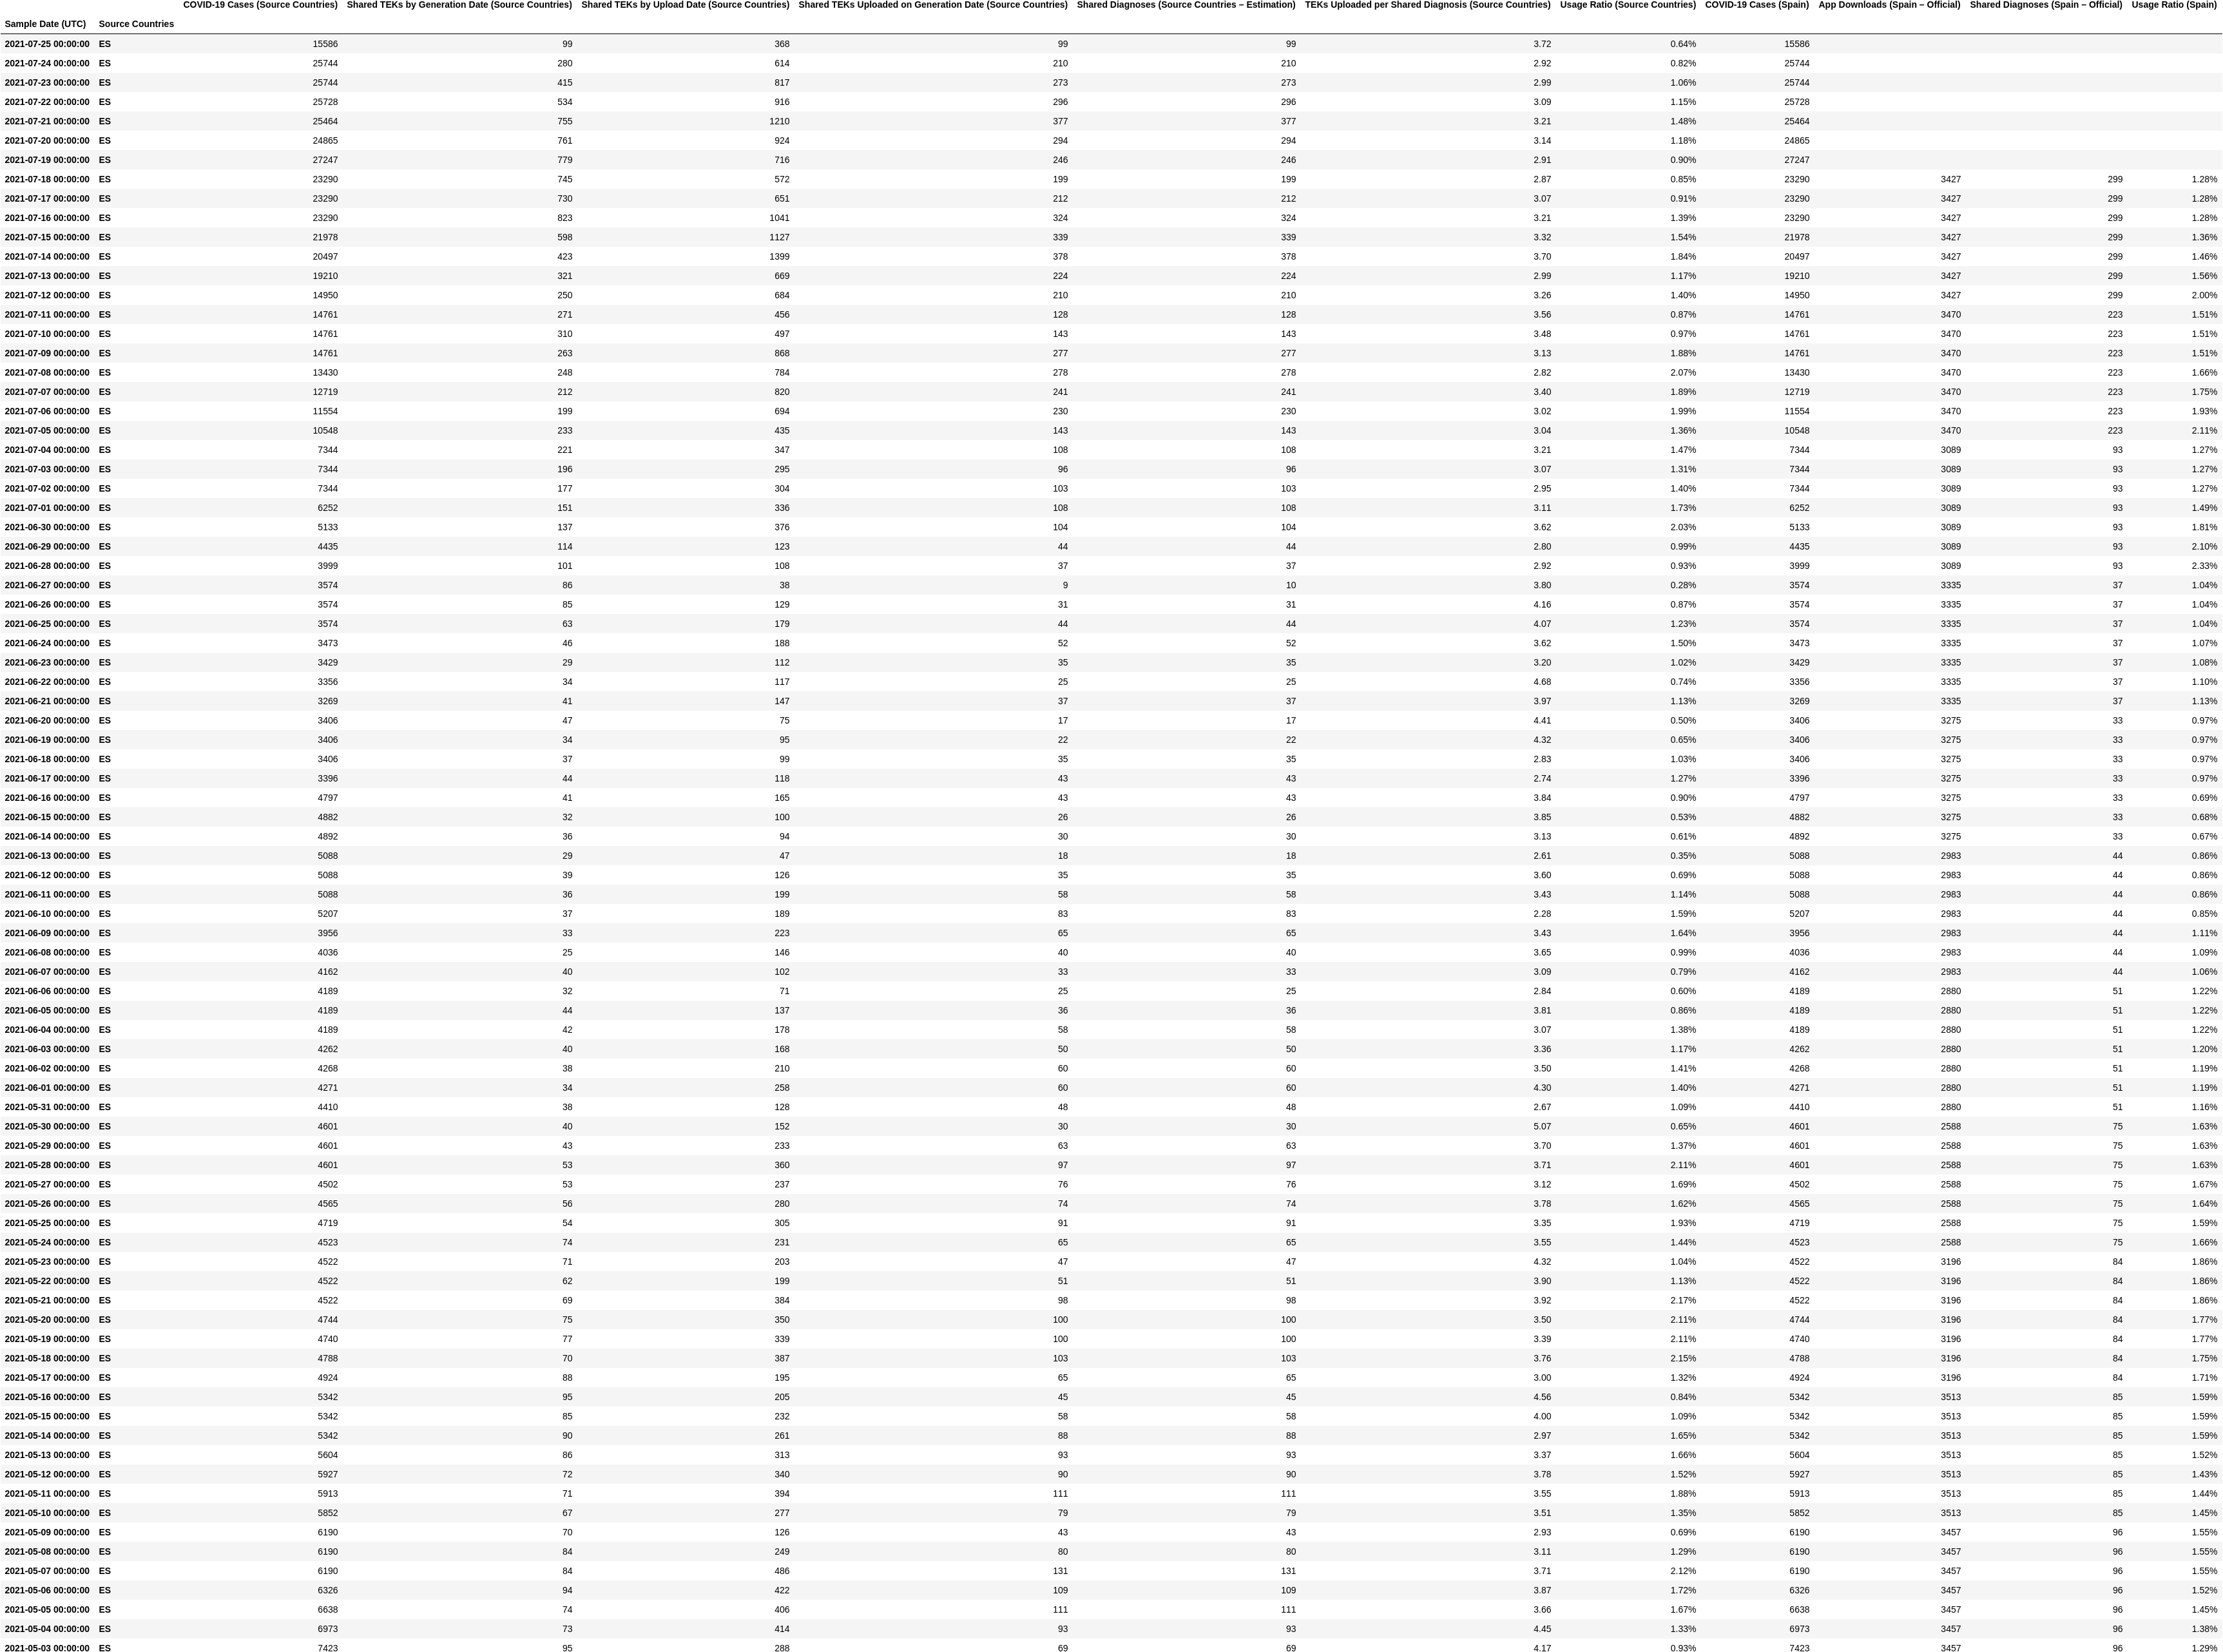 COVID-19 Cases (Source Countries) Shared TEKs by Generation Date (Source Countries) Shared TEKs by Upload Date (Source Countries) Shared TEKs Uploaded on Generation Date (Source Countries) Shared Diagnoses (Source Countries – Estimation) TEKs Uploaded per Shared Diagnosis (Source Countries) Usage Ratio (Source Countries) COVID-19 Cases (Spain) App Downloads (Spain – Official) Shared Diagnoses (Spain – Official) Usage Ratio (Spain)
Sample Date (UTC) Source Countries
2021-07-25 00:00:00 ES 15586 99 368 99 99 3.72 0.64% 15586
2021-07-24 00:00:00 ES 25744 280 614 210 210 2.92 0.82% 25744
2021-07-23 00:00:00 ES 25744 415 817 273 273 2.99 1.06% 25744
2021-07-22 00:00:00 ES 25728 534 916 296 296 3.09 1.15% 25728
2021-07-21 00:00:00 ES 25464 755 1210 377 377 3.21 1.48% 25464
2021-07-20 00:00:00 ES 24865 761 924 294 294 3.14 1.18% 24865
2021-07-19 00:00:00 ES 27247 779 716 246 246 2.91 0.90% 27247
2021-07-18 00:00:00 ES 23290 745 572 199 199 2.87 0.85% 23290 3427 299 1.28%
2021-07-17 00:00:00 ES 23290 730 651 212 212 3.07 0.91% 23290 3427 299 1.28%
2021-07-16 00:00:00 ES 23290 823 1041 324 324 3.21 1.39% 23290 3427 299 1.28%
2021-07-15 00:00:00 ES 21978 598 1127 339 339 3.32 1.54% 21978 3427 299 1.36%
2021-07-14 00:00:00 ES 20497 423 1399 378 378 3.70 1.84% 20497 3427 299 1.46%
2021-07-13 00:00:00 ES 19210 321 669 224 224 2.99 1.17% 19210 3427 299 1.56%
2021-07-12 00:00:00 ES 14950 250 684 210 210 3.26 1.40% 14950 3427 299 2.00%
2021-07-11 00:00:00 ES 14761 271 456 128 128 3.56 0.87% 14761 3470 223 1.51%
2021-07-10 00:00:00 ES 14761 310 497 143 143 3.48 0.97% 14761 3470 223 1.51%
2021-07-09 00:00:00 ES 14761 263 868 277 277 3.13 1.88% 14761 3470 223 1.51%
2021-07-08 00:00:00 ES 13430 248 784 278 278 2.82 2.07% 13430 3470 223 1.66%
2021-07-07 00:00:00 ES 12719 212 820 241 241 3.40 1.89% 12719 3470 223 1.75%
2021-07-06 00:00:00 ES 11554 199 694 230 230 3.02 1.99% 11554 3470 223 1.93%
2021-07-05 00:00:00 ES 10548 233 435 143 143 3.04 1.36% 10548 3470 223 2.11%
2021-07-04 00:00:00 ES 7344 221 347 108 108 3.21 1.47% 7344 3089 93 1.27%
2021-07-03 00:00:00 ES 7344 196 295 96 96 3.07 1.31% 7344 3089 93 1.27%
2021-07-02 00:00:00 ES 7344 177 304 103 103 2.95 1.40% 7344 3089 93 1.27%
2021-07-01 00:00:00 ES 6252 151 336 108 108 3.11 1.73% 6252 3089 93 1.49%
2021-06-30 00:00:00 ES 5133 137 376 104 104 3.62 2.03% 5133 3089 93 1.81%
2021-06-29 00:00:00 ES 4435 114 123 44 44 2.80 0.99% 4435 3089 93 2.10%
2021-06-28 00:00:00 ES 3999 101 108 37 37 2.92 0.93% 3999 3089 93 2.33%
2021-06-27 00:00:00 ES 3574 86 38 9 10 3.80 0.28% 3574 3335 37 1.04%
2021-06-26 00:00:00 ES 3574 85 129 31 31 4.16 0.87% 3574 3335 37 1.04%
2021-06-25 00:00:00 ES 3574 63 179 44 44 4.07 1.23% 3574 3335 37 1.04%
2021-06-24 00:00:00 ES 3473 46 188 52 52 3.62 1.50% 3473 3335 37 1.07%
2021-06-23 00:00:00 ES 3429 29 112 35 35 3.20 1.02% 3429 3335 37 1.08%
2021-06-22 00:00:00 ES 3356 34 117 25 25 4.68 0.74% 3356 3335 37 1.10%
2021-06-21 00:00:00 ES 3269 41 147 37 37 3.97 1.13% 3269 3335 37 1.13%
2021-06-20 00:00:00 ES 3406 47 75 17 17 4.41 0.50% 3406 3275 33 0.97%
2021-06-19 00:00:00 ES 3406 34 95 22 22 4.32 0.65% 3406 3275 33 0.97%
2021-06-18 00:00:00 ES 3406 37 99 35 35 2.83 1.03% 3406 3275 33 0.97%
2021-06-17 00:00:00 ES 3396 44 118 43 43 2.74 1.27% 3396 3275 33 0.97%
2021-06-16 00:00:00 ES 4797 41 165 43 43 3.84 0.90% 4797 3275 33 0.69%
2021-06-15 00:00:00 ES 4882 32 100 26 26 3.85 0.53% 4882 3275 33 0.68%
2021-06-14 00:00:00 ES 4892 36 94 30 30 3.13 0.61% 4892 3275 33 0.67%
2021-06-13 00:00:00 ES 5088 29 47 18 18 2.61 0.35% 5088 2983 44 0.86%
2021-06-12 00:00:00 ES 5088 39 126 35 35 3.60 0.69% 5088 2983 44 0.86%
2021-06-11 00:00:00 ES 5088 36 199 58 58 3.43 1.14% 5088 2983 44 0.86%
2021-06-10 00:00:00 ES 5207 37 189 83 83 2.28 1.59% 5207 2983 44 0.85%
2021-06-09 00:00:00 ES 3956 33 223 65 65 3.43 1.64% 3956 2983 44 1.11%
2021-06-08 00:00:00 ES 4036 25 146 40 40 3.65 0.99% 4036 2983 44 1.09%
2021-06-07 00:00:00 ES 4162 40 102 33 33 3.09 0.79% 4162 2983 44 1.06%
2021-06-06 00:00:00 ES 4189 32 71 25 25 2.84 0.60% 4189 2880 51 1.22%
2021-06-05 00:00:00 ES 4189 44 137 36 36 3.81 0.86% 4189 2880 51 1.22%
2021-06-04 00:00:00 ES 4189 42 178 58 58 3.07 1.38% 4189 2880 51 1.22%
2021-06-03 00:00:00 ES 4262 40 168 50 50 3.36 1.17% 4262 2880 51 1.20%
2021-06-02 00:00:00 ES 4268 38 210 60 60 3.50 1.41% 4268 2880 51 1.19%
2021-06-01 00:00:00 ES 4271 34 258 60 60 4.30 1.40% 4271 2880 51 1.19%
2021-05-31 00:00:00 ES 4410 38 128 48 48 2.67 1.09% 4410 2880 51 1.16%
2021-05-30 00:00:00 ES 4601 40 152 30 30 5.07 0.65% 4601 2588 75 1.63%
2021-05-29 00:00:00 ES 4601 43 233 63 63 3.70 1.37% 4601 2588 75 1.63%
2021-05-28 00:00:00 ES 4601 53 360 97 97 3.71 2.11% 4601 2588 75 1.63%
2021-05-27 00:00:00 ES 4502 53 237 76 76 3.12 1.69% 4502 2588 75 1.67%
2021-05-26 00:00:00 ES 4565 56 280 74 74 3.78 1.62% 4565 2588 75 1.64%
2021-05-25 00:00:00 ES 4719 54 305 91 91 3.35 1.93% 4719 2588 75 1.59%
2021-05-24 00:00:00 ES 4523 74 231 65 65 3.55 1.44% 4523 2588 75 1.66%
2021-05-23 00:00:00 ES 4522 71 203 47 47 4.32 1.04% 4522 3196 84 1.86%
2021-05-22 00:00:00 ES 4522 62 199 51 51 3.90 1.13% 4522 3196 84 1.86%
2021-05-21 00:00:00 ES 4522 69 384 98 98 3.92 2.17% 4522 3196 84 1.86%
2021-05-20 00:00:00 ES 4744 75 350 100 100 3.50 2.11% 4744 3196 84 1.77%
2021-05-19 00:00:00 ES 4740 77 339 100 100 3.39 2.11% 4740 3196 84 1.77%
2021-05-18 00:00:00 ES 4788 70 387 103 103 3.76 2.15% 4788 3196 84 1.75%
2021-05-17 00:00:00 ES 4924 88 195 65 65 3.00 1.32% 4924 3196 84 1.71%
2021-05-16 00:00:00 ES 5342 95 205 45 45 4.56 0.84% 5342 3513 85 1.59%
2021-05-15 00:00:00 ES 5342 85 232 58 58 4.00 1.09% 5342 3513 85 1.59%
2021-05-14 00:00:00 ES 5342 90 261 88 88 2.97 1.65% 5342 3513 85 1.59%
2021-05-13 00:00:00 ES 5604 86 313 93 93 3.37 1.66% 5604 3513 85 1.52%
2021-05-12 00:00:00 ES 5927 72 340 90 90 3.78 1.52% 5927 3513 85 1.43%
2021-05-11 00:00:00 ES 5913 71 394 111 111 3.55 1.88% 5913 3513 85 1.44%
2021-05-10 00:00:00 ES 5852 67 277 79 79 3.51 1.35% 5852 3513 85 1.45%
2021-05-09 00:00:00 ES 6190 70 126 43 43 2.93 0.69% 6190 3457 96 1.55%
2021-05-08 00:00:00 ES 6190 84 249 80 80 3.11 1.29% 6190 3457 96 1.55%
2021-05-07 00:00:00 ES 6190 84 486 131 131 3.71 2.12% 6190 3457 96 1.55%
2021-05-06 00:00:00 ES 6326 94 422 109 109 3.87 1.72% 6326 3457 96 1.52%
2021-05-05 00:00:00 ES 6638 74 406 111 111 3.66 1.67% 6638 3457 96 1.45%
2021-05-04 00:00:00 ES 6973 73 414 93 93 4.45 1.33% 6973 3457 96 1.38%
2021-05-03 00:00:00 ES 7423 95 288 69 69 4.17 0.93% 7423 3457 96 1.29%